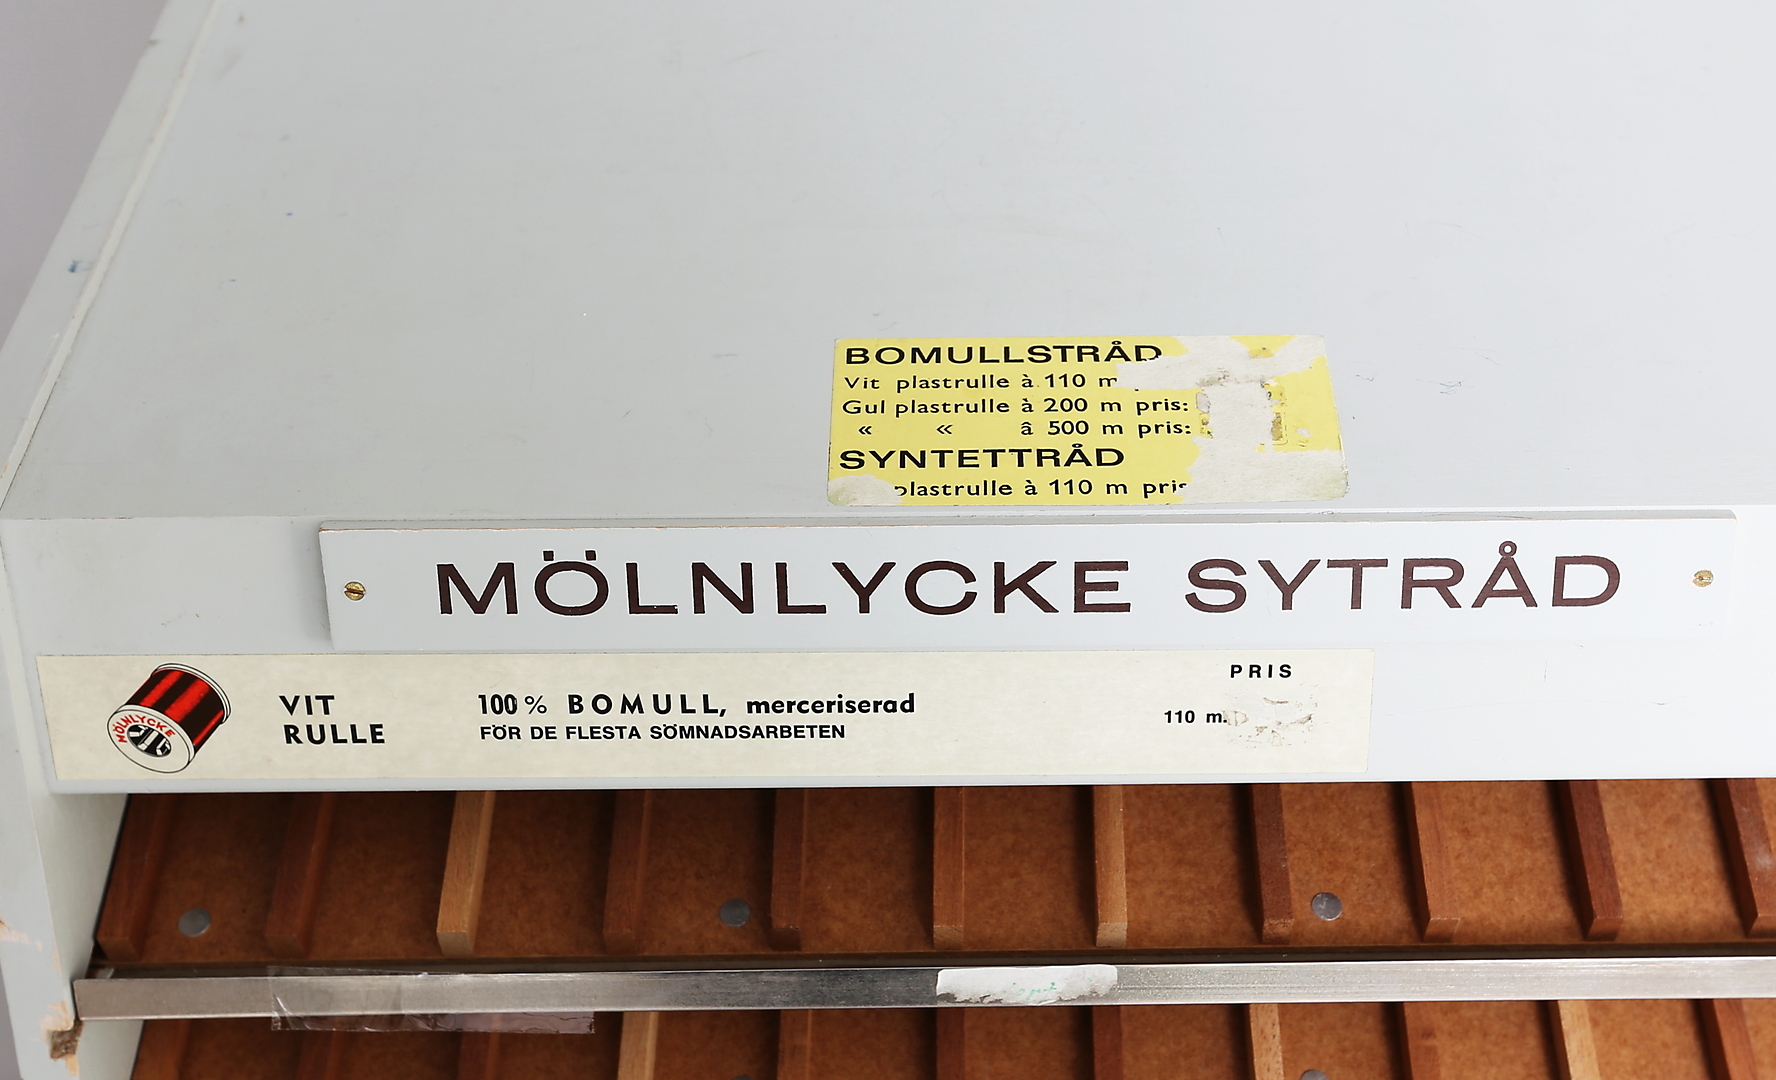 BOMULLSTRÅD
Vit plastrulle à 110 m
Gul plastrulle à 200 m pris:
« « â 500 m pris:
SYNTETTRÅD
plastrulle à 110 m pris
MÖLNLYCKE SYTRÅD
PRIS
MÖLNLYCKE
VIT 100% BOMULL, merceriserad 110 m.
RULLE FÖR DE FLESTA SÖMNADSARBETEN